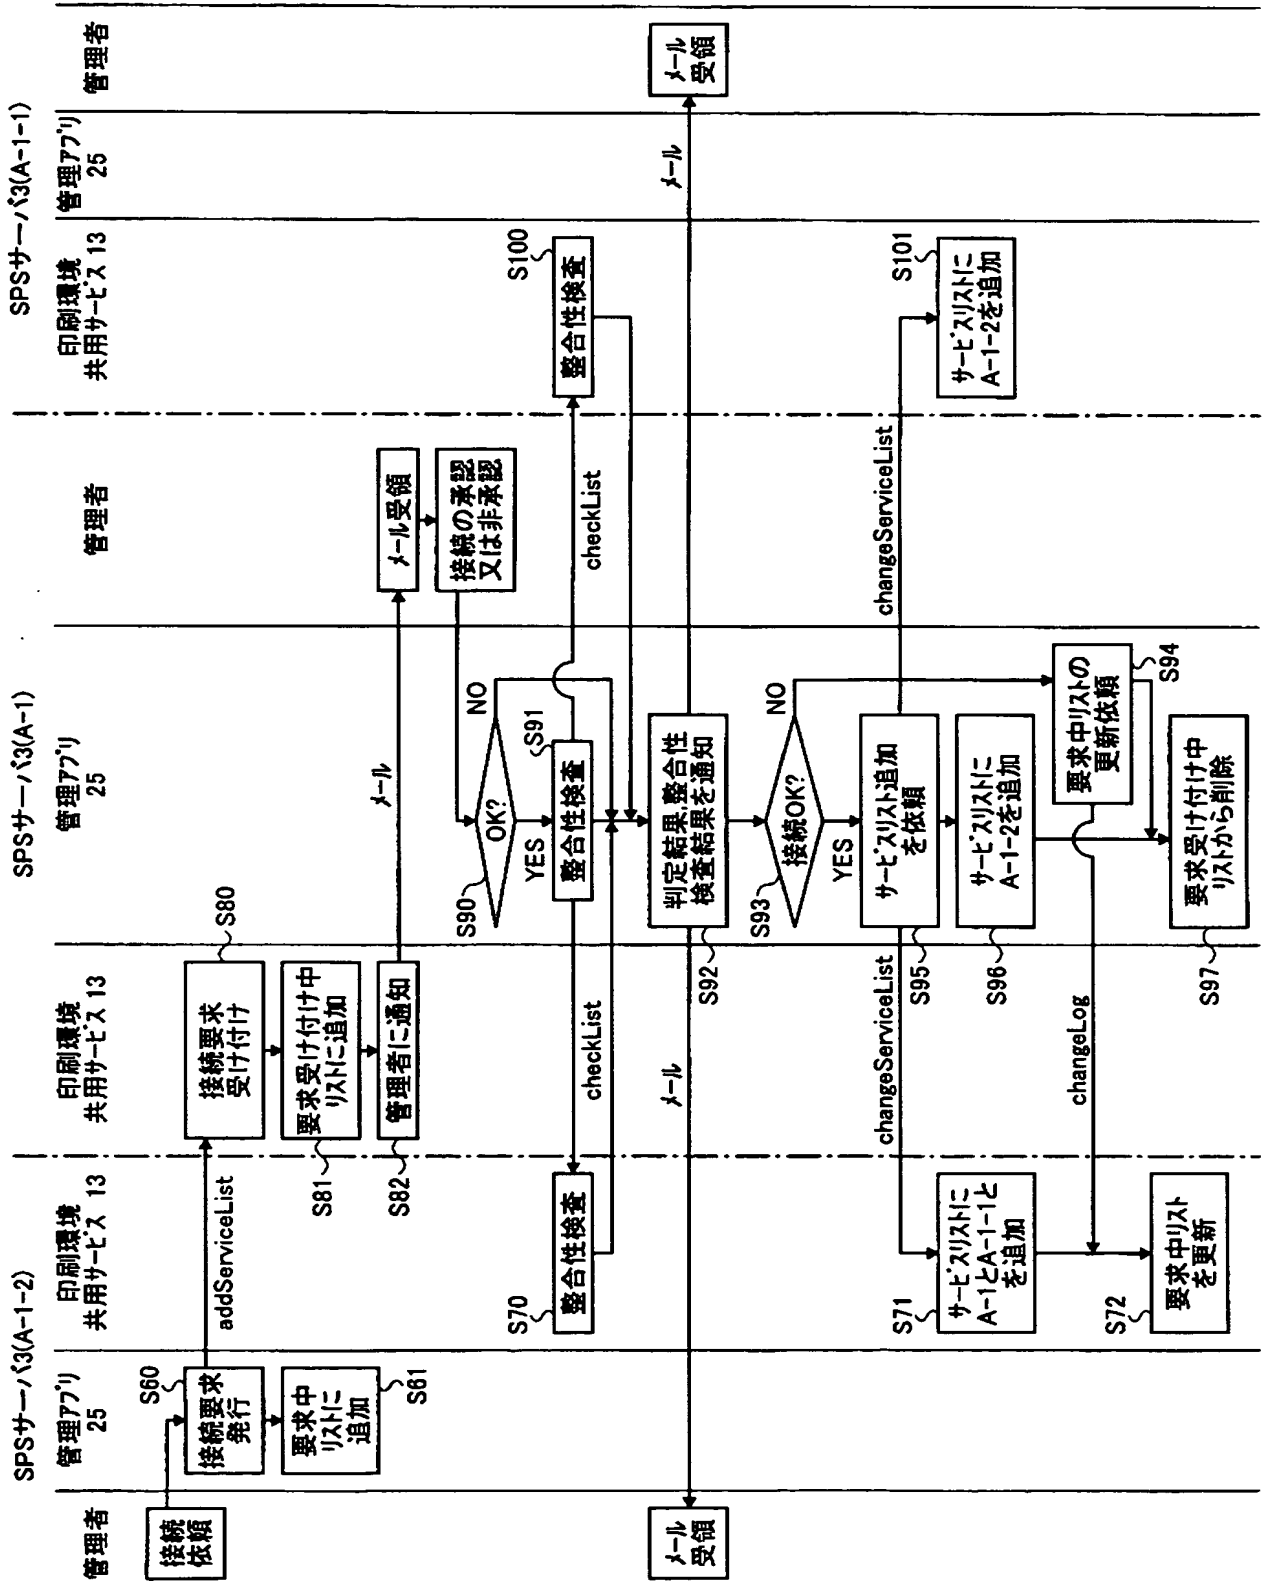 SPSサーバ3(A-1-2)
SPSサーバ3(A-1)
SPSサーバ3(A-1-1)
管理者
管理アプリ
25
印刷環境
共用サービス 13
印刷環境
共用サービス 13
管理アプリ
25
管理者
印刷環境
共用サービス 13
管理アプリ
25
管理者
接続
依頼
S60
接続要求
発行
addServiceList
接続要求
受け付け
S80
要求中
リストに
追加
S61
要求受け付け中
リストに追加
S81
管理者に通知
S82
メール
メール受領
接続の承認
又は非承認
S90
OK?
NO
YES
S70
整合性検査
checkList
整合性検査
S91
checkList
整合性検査
S100
メール
受領
メール
判定結果,整合性
検査結果を通知
S92
メール
メール
受領
S93
接続OK?
NO
YES
changeServiceList
サービスリスト追加
を依頼
S95
changeServiceList
S71
サービスリストに
A-1とA-1-1と
を追加
サービスリストに
A-1-2を追加
S96
サービスリストに
A-1-2を追加
S101
changeLog
要求中リストの
更新依頼
S94
S72
要求中リスト
を更新
要求受け付け中
リストから削除
S97